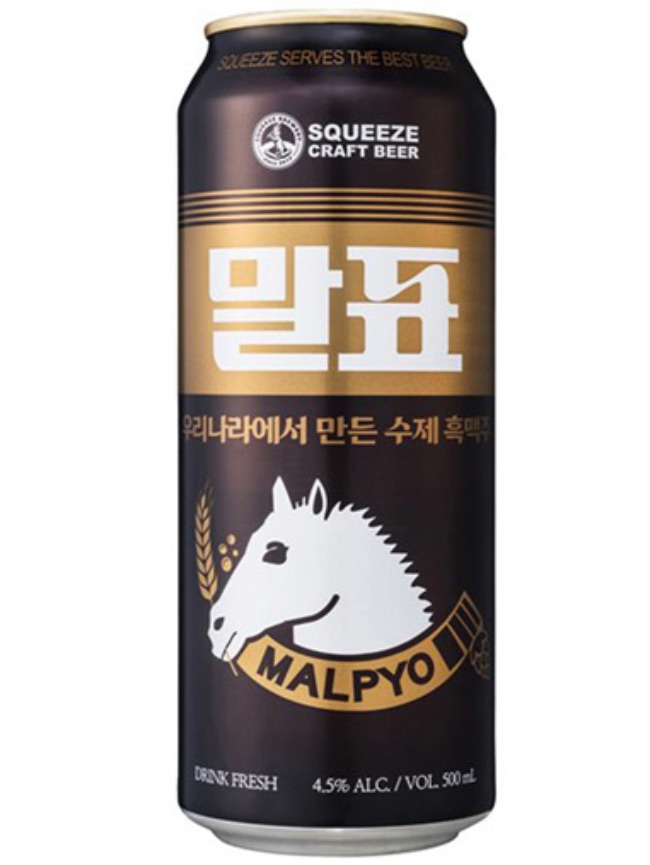 SQUEEZE SERVES THE BEST BEER
SQUEEZE
CRAFT BEER
말표
우리나라에서 만든 수제 흑맥주
MALPYO
DRINK FRESH 4.5% ALC. / VOL. 500 mL